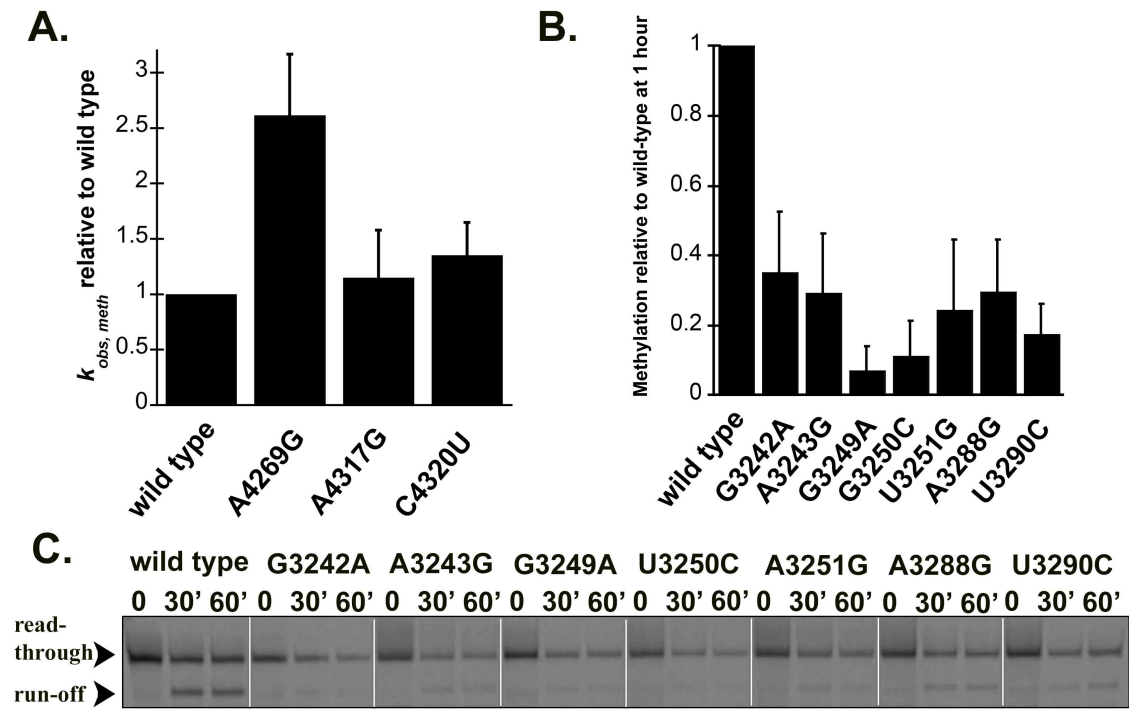 A.
k obs, meth relative to wild type
3
2.5
2
1.5
1
0.5
0
wild type
A4269G
A4317G
C4320U
B.
Methylation relative to wild-type at 1 hour
1
0.8
0.6
0.4
0.2
0
wild type
G3242A
A3243G
G3249A
G3250C
U3251G
A3288G
U3290C
C.
wild type G3242A A3243G G3249A U3250C A3251G A3288G U3290C
0 30’ 60’ 0 30’ 60’ 0 30’ 60’ 0 30’ 60’ 0 30’ 60’ 0 30’ 60’ 0 30’ 60’ 0 30’ 60’
read-
through
run-off